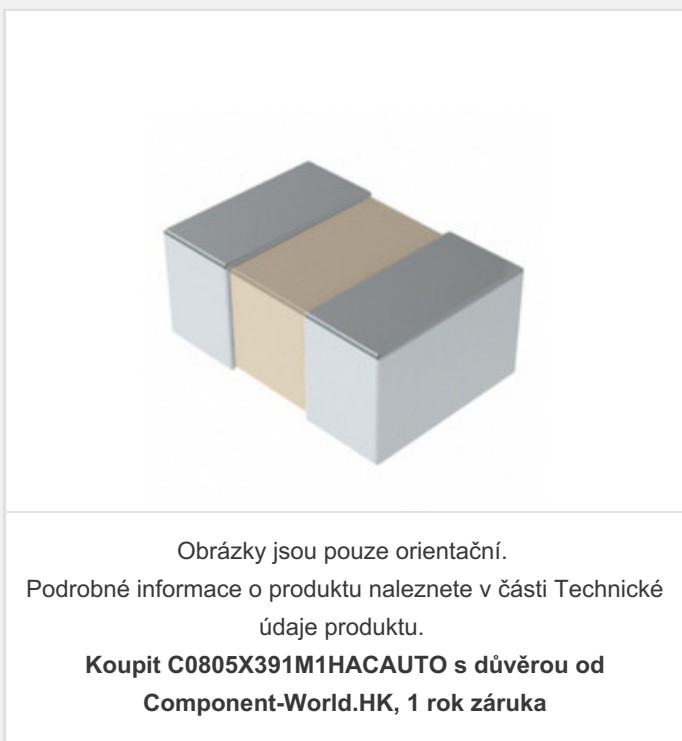 Obrázky jsou pouze orientační.
Podrobné informace o produktu naleznete v části Technické
údaje produktu.
Koupit C0805X391M1HACAUTO s důvěrou od
Component-World.HK, 1 rok záruka